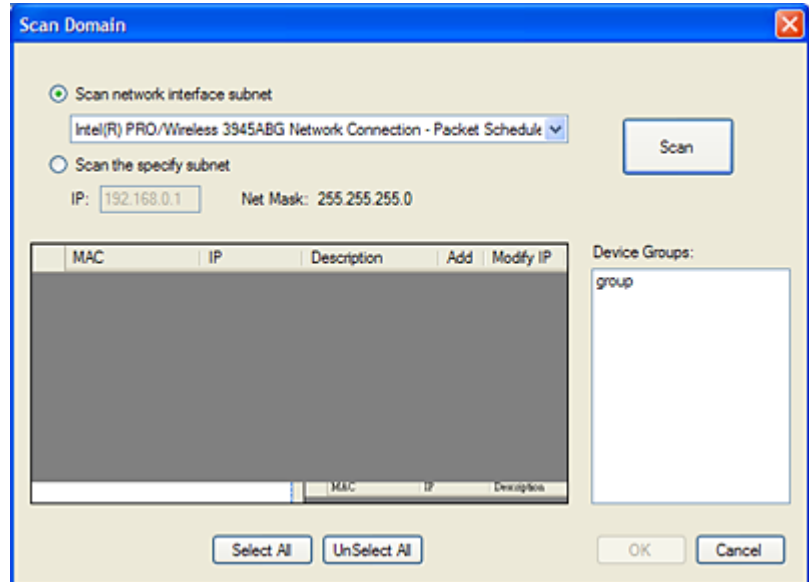 Scan Domain
Scan network interface subnet
Intel(R) PRO/Wireless 3945ABG Network Connection - Packet Schedule
Scan
Scan the specify subnet
IP: 192.168.0.1 Net Mask: 255.255.255.0
MAC IP Description Add Modify IP
Device Groups:
group
MAC IP Description
Select All UnSelect All OK Cancel